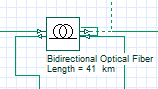 Bidirectional Optical Fiber
Length = 41  km